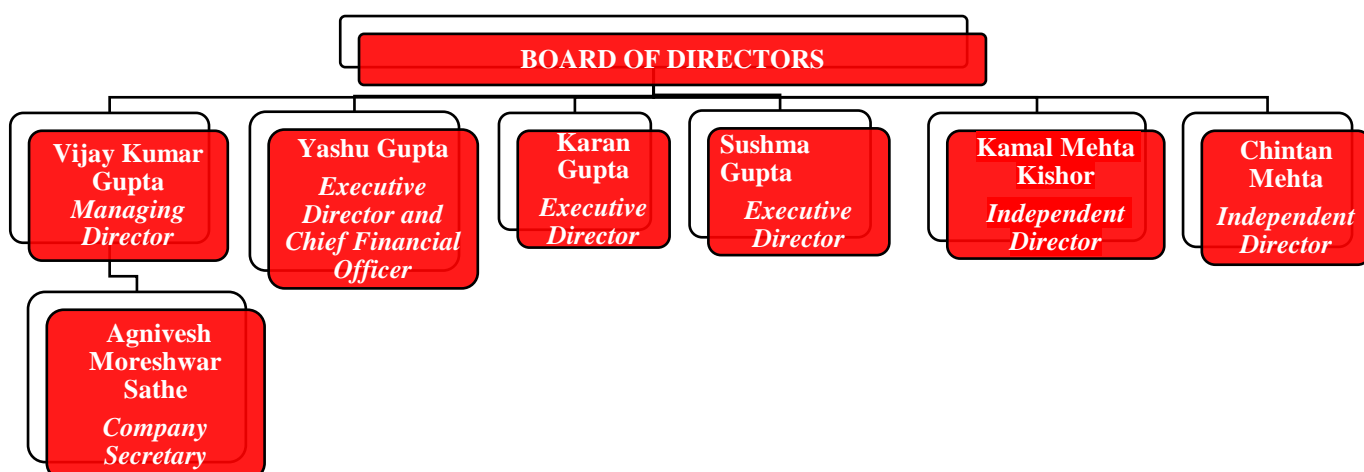 BOARD OF DIRECTORS
Vijay Kumar
Gupta
Managing
Director
Yashu Gupta
Executive
Director and
Chief Financial
Officer
Karan
Gupta
Executive
Director
Sushma
Gupta
Executive
Director
Kamal Mehta
Kishor
Independent
Director
Chintan
Mehta
Independent
Director
Agnivesh
Moreshwar
Sathe
Company
Secretary